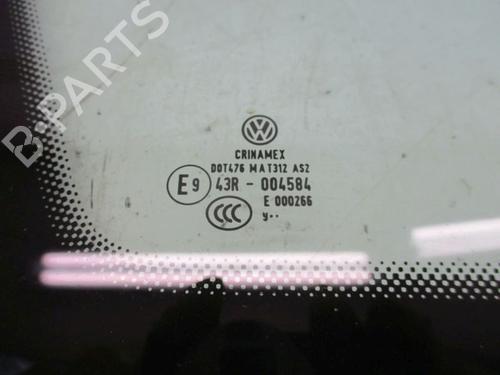 B-PARTS
CRINAMEX
DOT476 M AT312 AS2
E9 43R - 004584
E 000266
CCC
y··